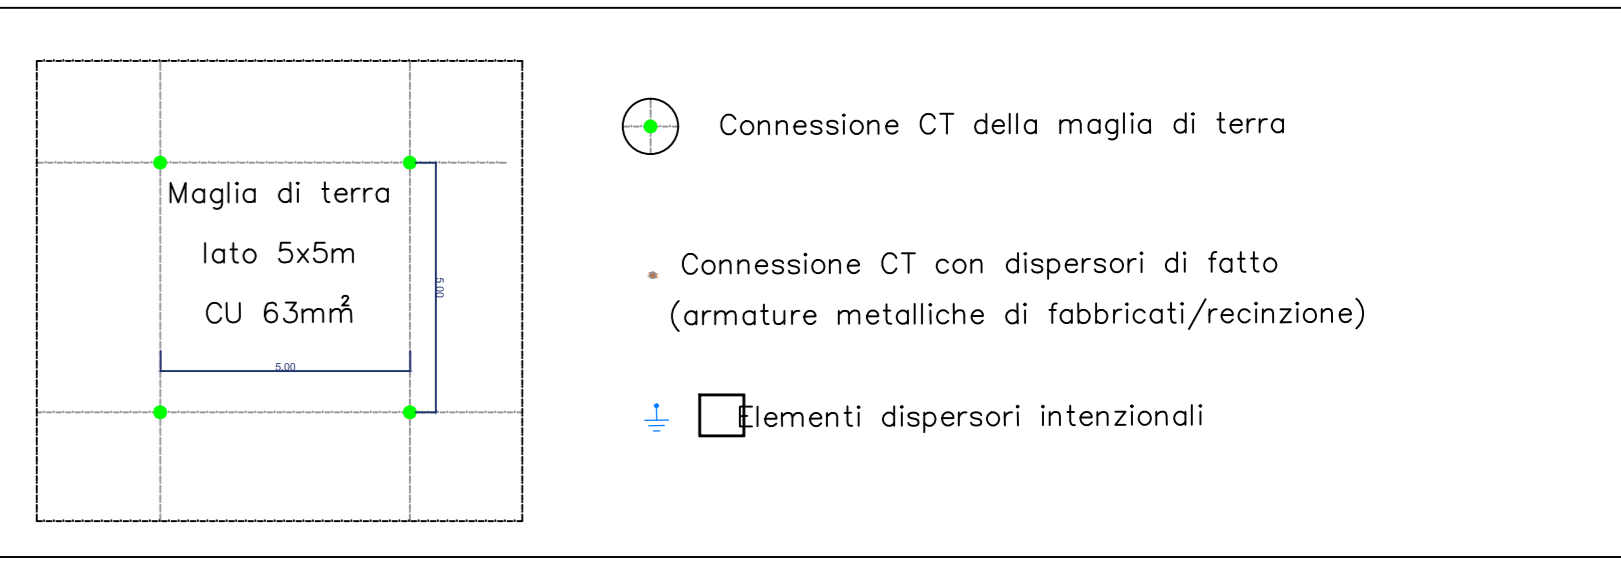 Maglia di terra
lato 5x5m
CU 63mm²
5.00
5.00
Connessione CT della maglia di terra
Connessione CT con dispersori di fatto
(armature metalliche di fabbricati/recinzione)
Elementi dispersori intenzionali